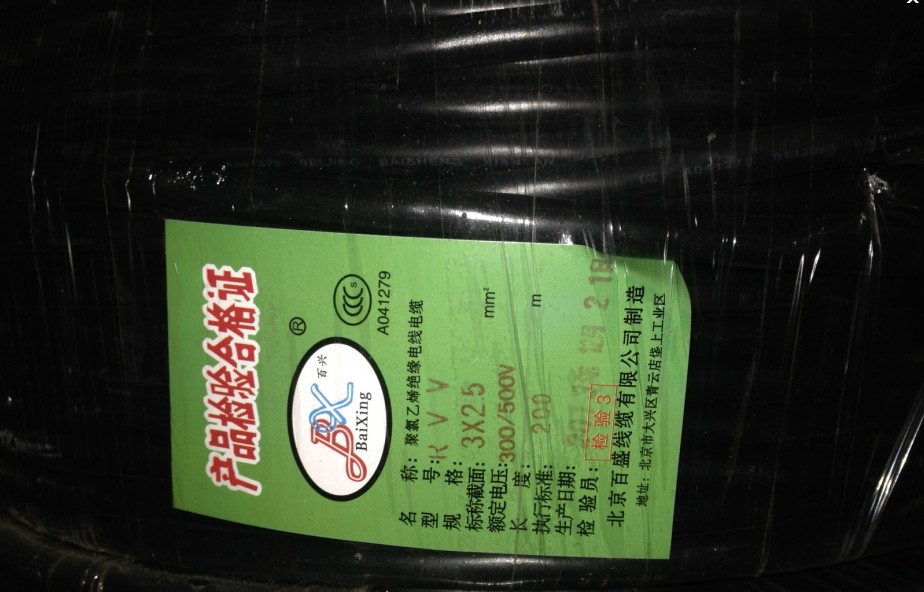 产品检验合格证
®
百兴
BaiXing
A041279
名 称：聚氯乙烯绝缘电线电缆
型 号：RVV
规 格：3X2.5
标称截面： mm²
额定电压：300/500V
长 度：200 m
执行标准：
生产日期：
检 验 员：检验3
北京百盛线缆有限公司制造
地址：北京市大兴区青云店垡上工业区